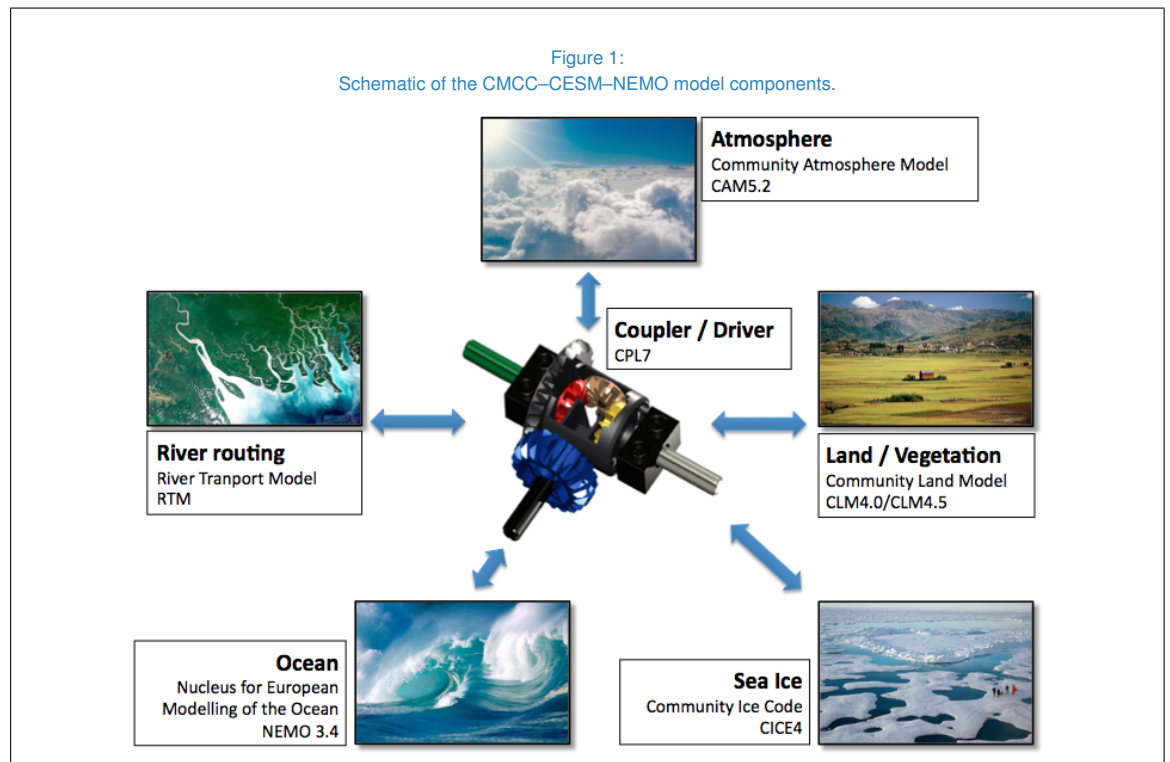 Figure 1:
Schematic of the CMCC–CESM–NEMO model components.
Atmosphere
Community Atmosphere Model
CAM5.2
Coupler / Driver
CPL7
River routing
River Tranport Model
RTM
Land / Vegetation
Community Land Model
CLM4.0/CLM4.5
Ocean
Nucleus for European
Modelling of the Ocean
NEMO 3.4
Sea Ice
Community Ice Code
CICE4